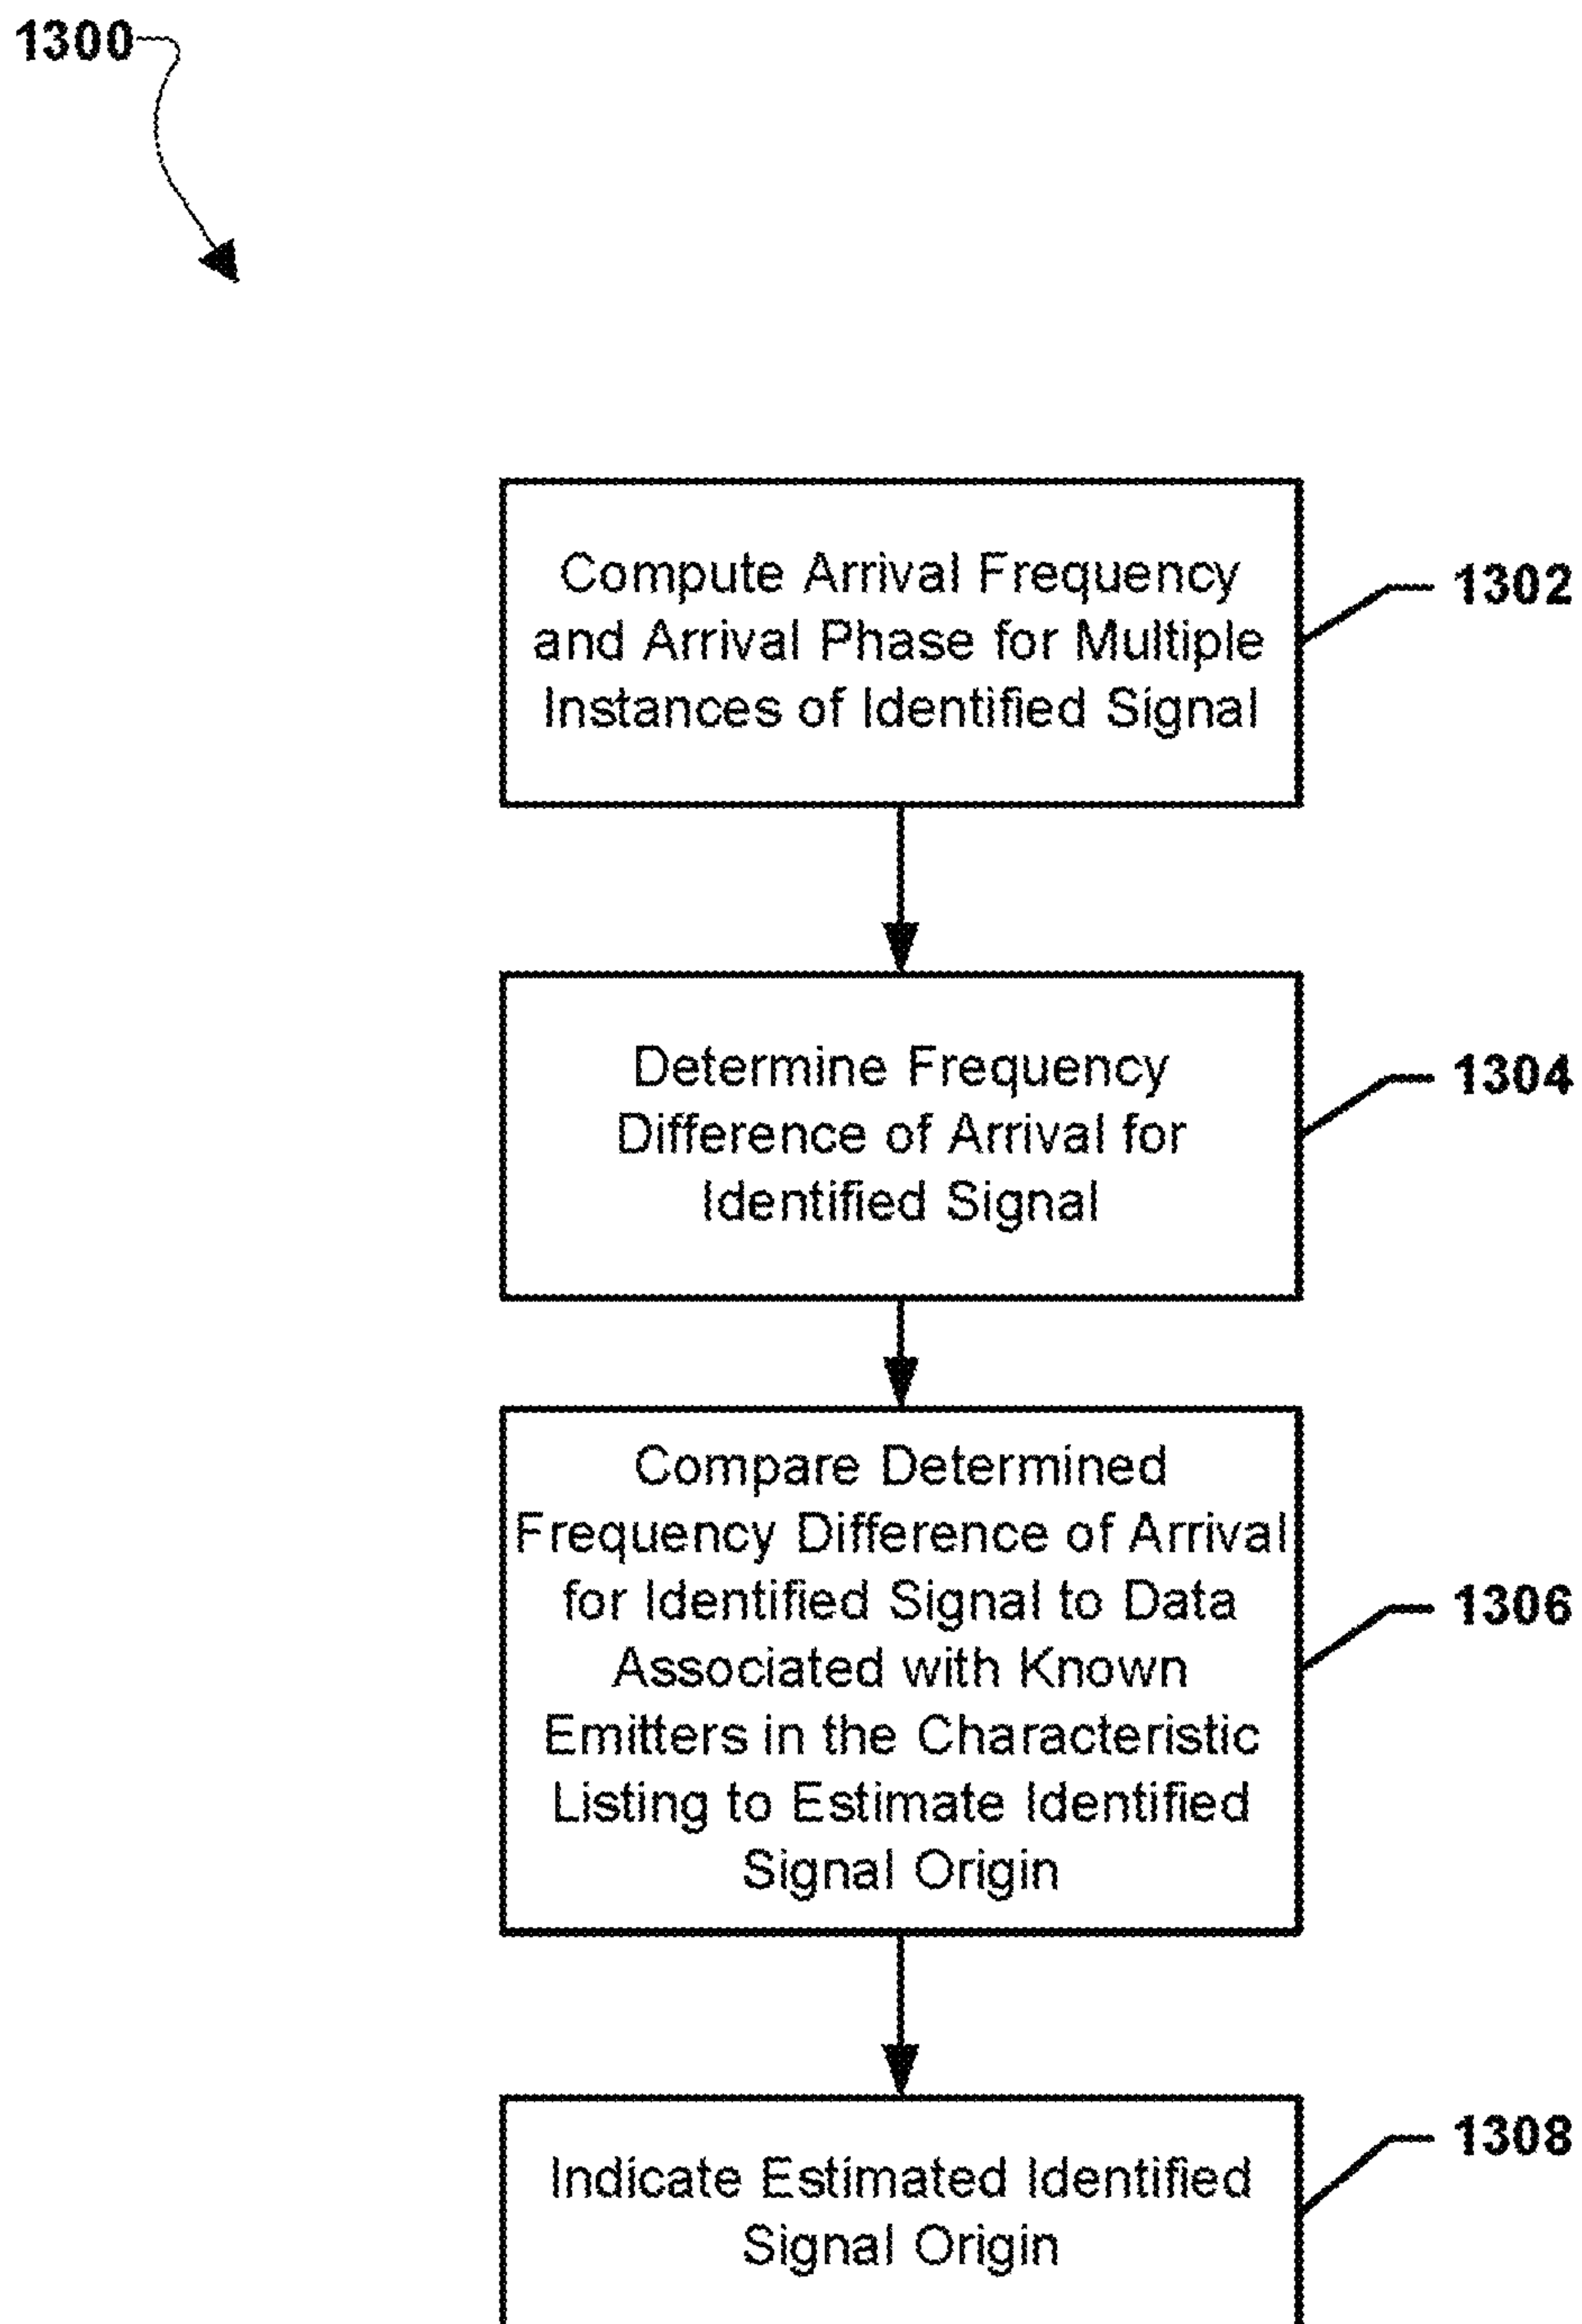 1300
Compute Arrival Frequency
and Arrival Phase for Multiple
Instances of Identified Signal
1302
Determine Frequency
Difference of Arrival for
Identified Signal
1304
Compare Determined
Frequency Difference of Arrival
for Identified Signal to Data
Associated with Known
Emitters in the Characteristic
Listing to Estimate Identified
Signal Origin
1306
Indicate Estimated Identified
Signal Origin
1308